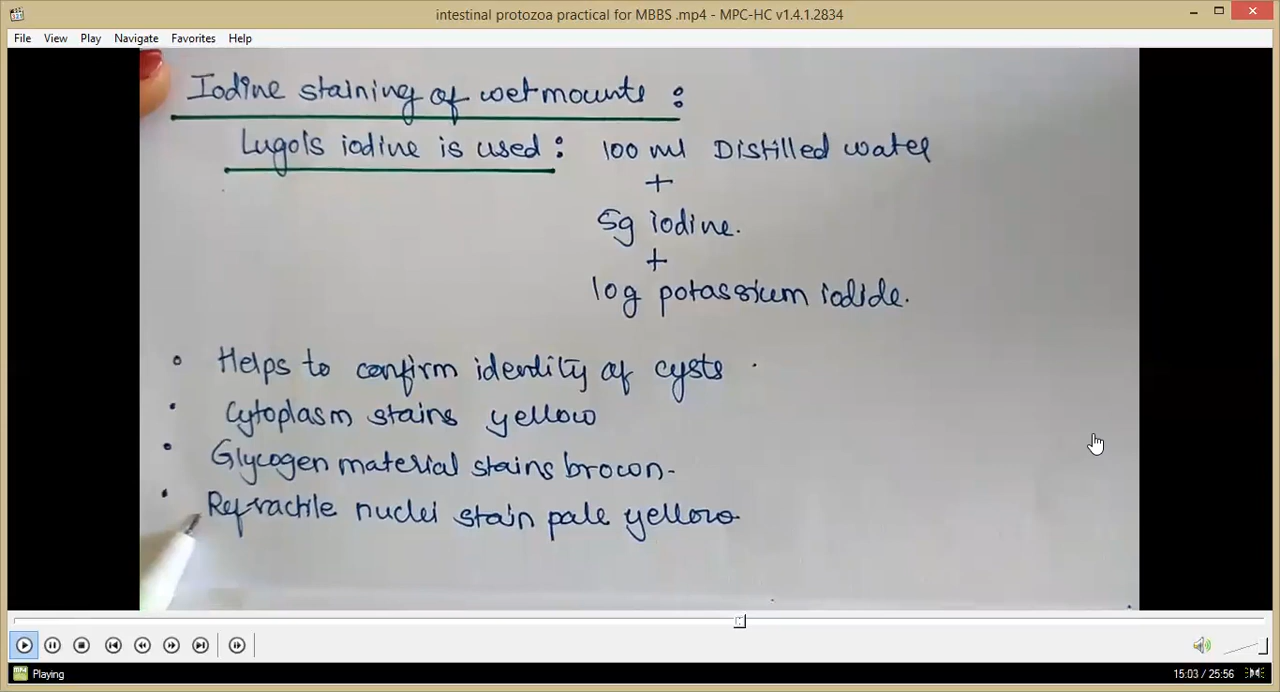 intestinal protozoa practical for MBBS .mp4 - MPC-HC v1.4.1.2834
File View Play Navigate Favorites Help
Iodine staining of wet mounts :
Lugols iodine is used : 100 ml Distilled water
+
5g iodine.
+
10g potassium iodide.
• Helps to confirm identity of cysts
• Cytoplasm stains yellow
• Glycogen material stains brown-
• Refractile nuclei stain pale yellow
Playing 15:03 / 25:56